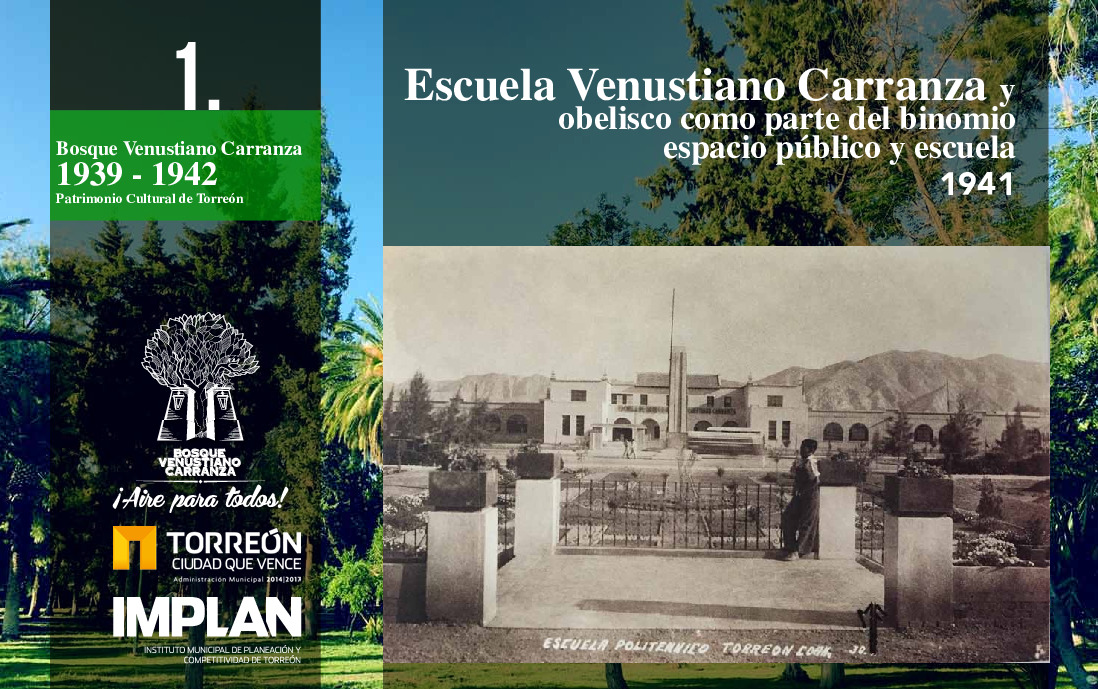 1.
Bosque Venustiano Carranza
1939 - 1942
Patrimonio Cultural de Torreón
BOSQUE
VENUSTIANO
CARRANZA
¡Aire para todos!
TORREÓN
CIUDAD QUE VENCE
Administración Municipal 2014|2017
IMPLAN
INSTITUTO MUNICIPAL DE PLANEACIÓN Y
COMPETITIVIDAD DE TORREÓN
Escuela Venustiano Carranza y
obelisco como parte del binomio
espacio público y escuela
1941
ESCUELA POLITECNICO TORREON COAH, 32